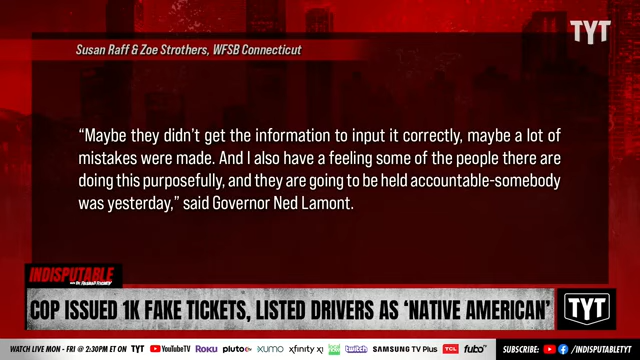 Susan Raff & Zoe Strothers, WFSB Connecticut
TYT
“Maybe they didn’t get the information to input it correctly, maybe a lot of
mistakes were made. And I also have a feeling some of the people there are
doing this purposefully, and they are going to be held accountable-somebody
was yesterday,” said Governor Ned Lamont.
INDISPUTABLE
COP ISSUED 1K FAKE TICKETS, LISTED DRIVERS AS ‘NATIVE AMERICAN’
TYT
WATCH LIVE MON - FRI @ 2:30PM ET ON TYT YouTubeTV Roku pluto tv xumo xfinity x1 twitch SAMSUNG TV Plus TCL fubo SUBSCRIBE: /INDISPUTABLETYT